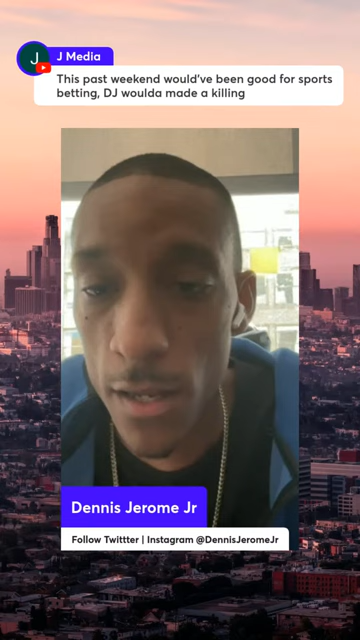 J
J Media
This past weekend would've been good for sports
betting, DJ woulda made a killing
Dennis Jerome Jr
Follow Twittter | Instagram @DennisJeromeJr